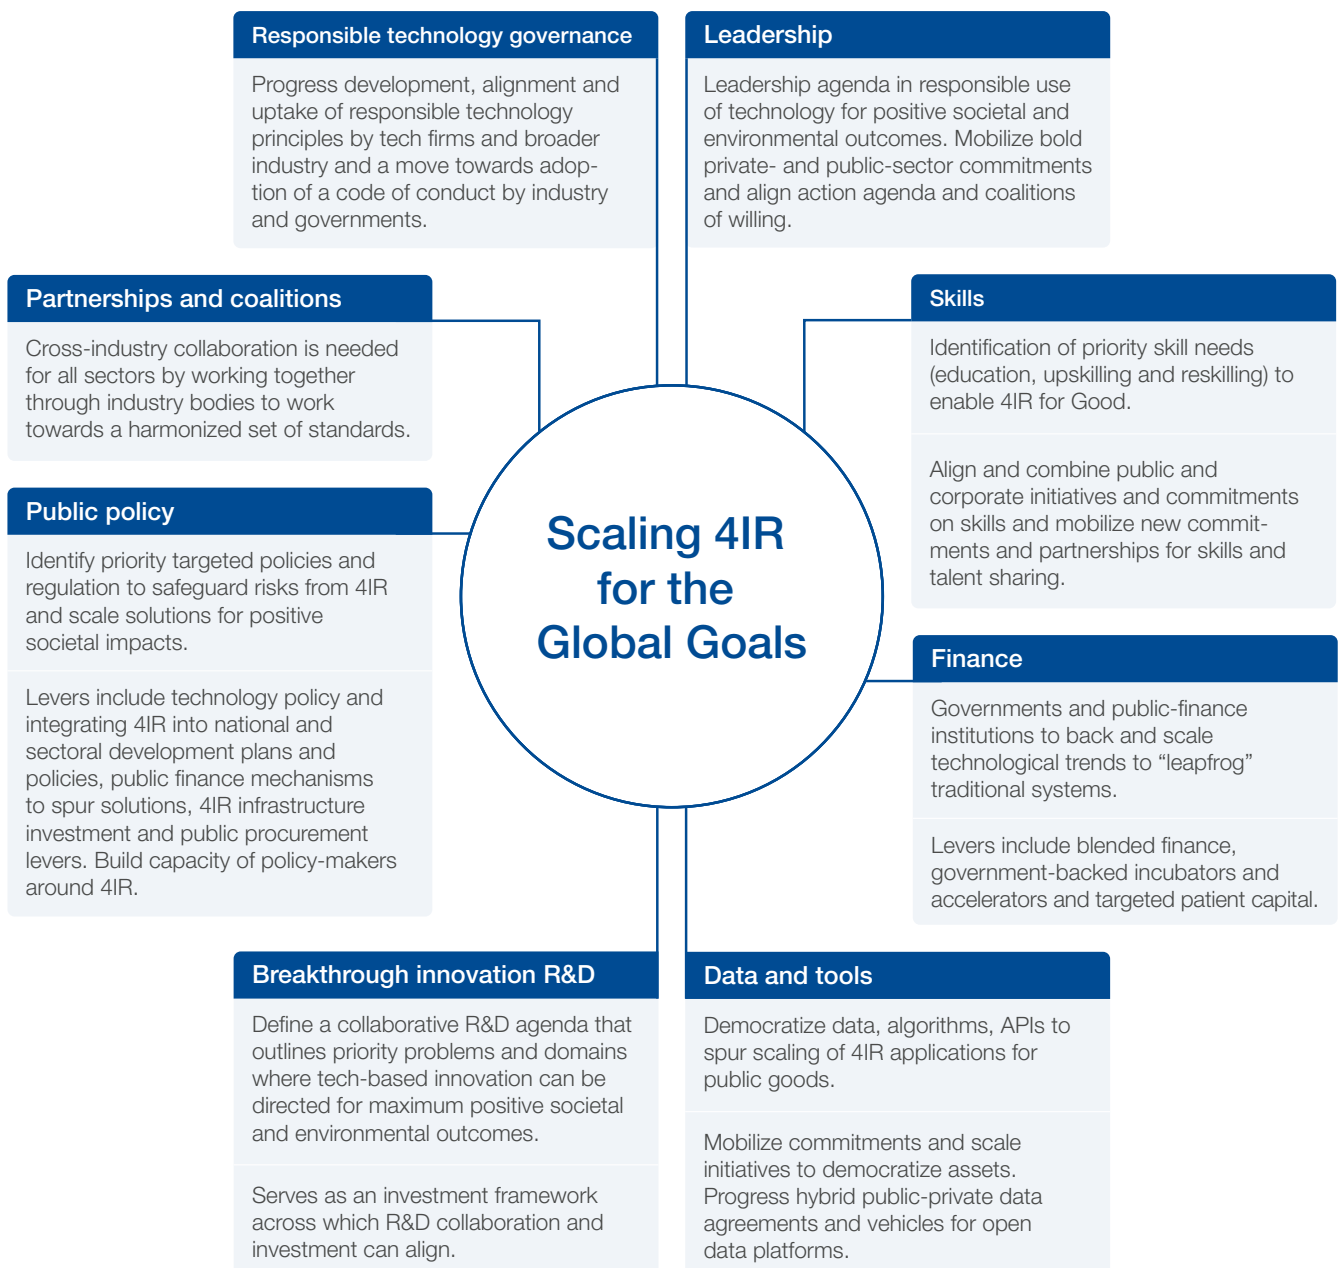 Responsible technology governance
Progress development, alignment and
uptake of responsible technology
principles by tech firms and broader
industry and a move towards adop-
tion of a code of conduct by industry
and governments.
Leadership
Leadership agenda in responsible use
of technology for positive societal and
environmental outcomes. Mobilize bold
private- and public-sector commitments
and align action agenda and coalitions
of willing.
Partnerships and coalitions
Cross-industry collaboration is needed
for all sectors by working together
through industry bodies to work
towards a harmonized set of standards.
Skills
Identification of priority skill needs
(education, upskilling and reskilling) to
enable 4IR for Good.
Align and combine public and
corporate initiatives and commitments
on skills and mobilize new commit-
ments and partnerships for skills and
talent sharing.
Public policy
Identify priority targeted policies and
regulation to safeguard risks from 4IR
and scale solutions for positive
societal impacts.
Levers include technology policy and
integrating 4IR into national and
sectoral development plans and
policies, public finance mechanisms
to spur solutions, 4IR infrastructure
investment and public procurement
levers. Build capacity of policy-makers
around 4IR.
Scaling 4IR
for the
Global Goals
Finance
Governments and public-finance
institutions to back and scale
technological trends to “leapfrog”
traditional systems.
Levers include blended finance,
government-backed incubators and
accelerators and targeted patient capital.
Breakthrough innovation R&D
Define a collaborative R&D agenda that
outlines priority problems and domains
where tech-based innovation can be
directed for maximum positive societal
and environmental outcomes.
Serves as an investment framework
across which R&D collaboration and
investment can align.
Data and tools
Democratize data, algorithms, APIs to
spur scaling of 4IR applications for
public goods.
Mobilize commitments and scale
initiatives to democratize assets.
Progress hybrid public-private data
agreements and vehicles for open
data platforms.